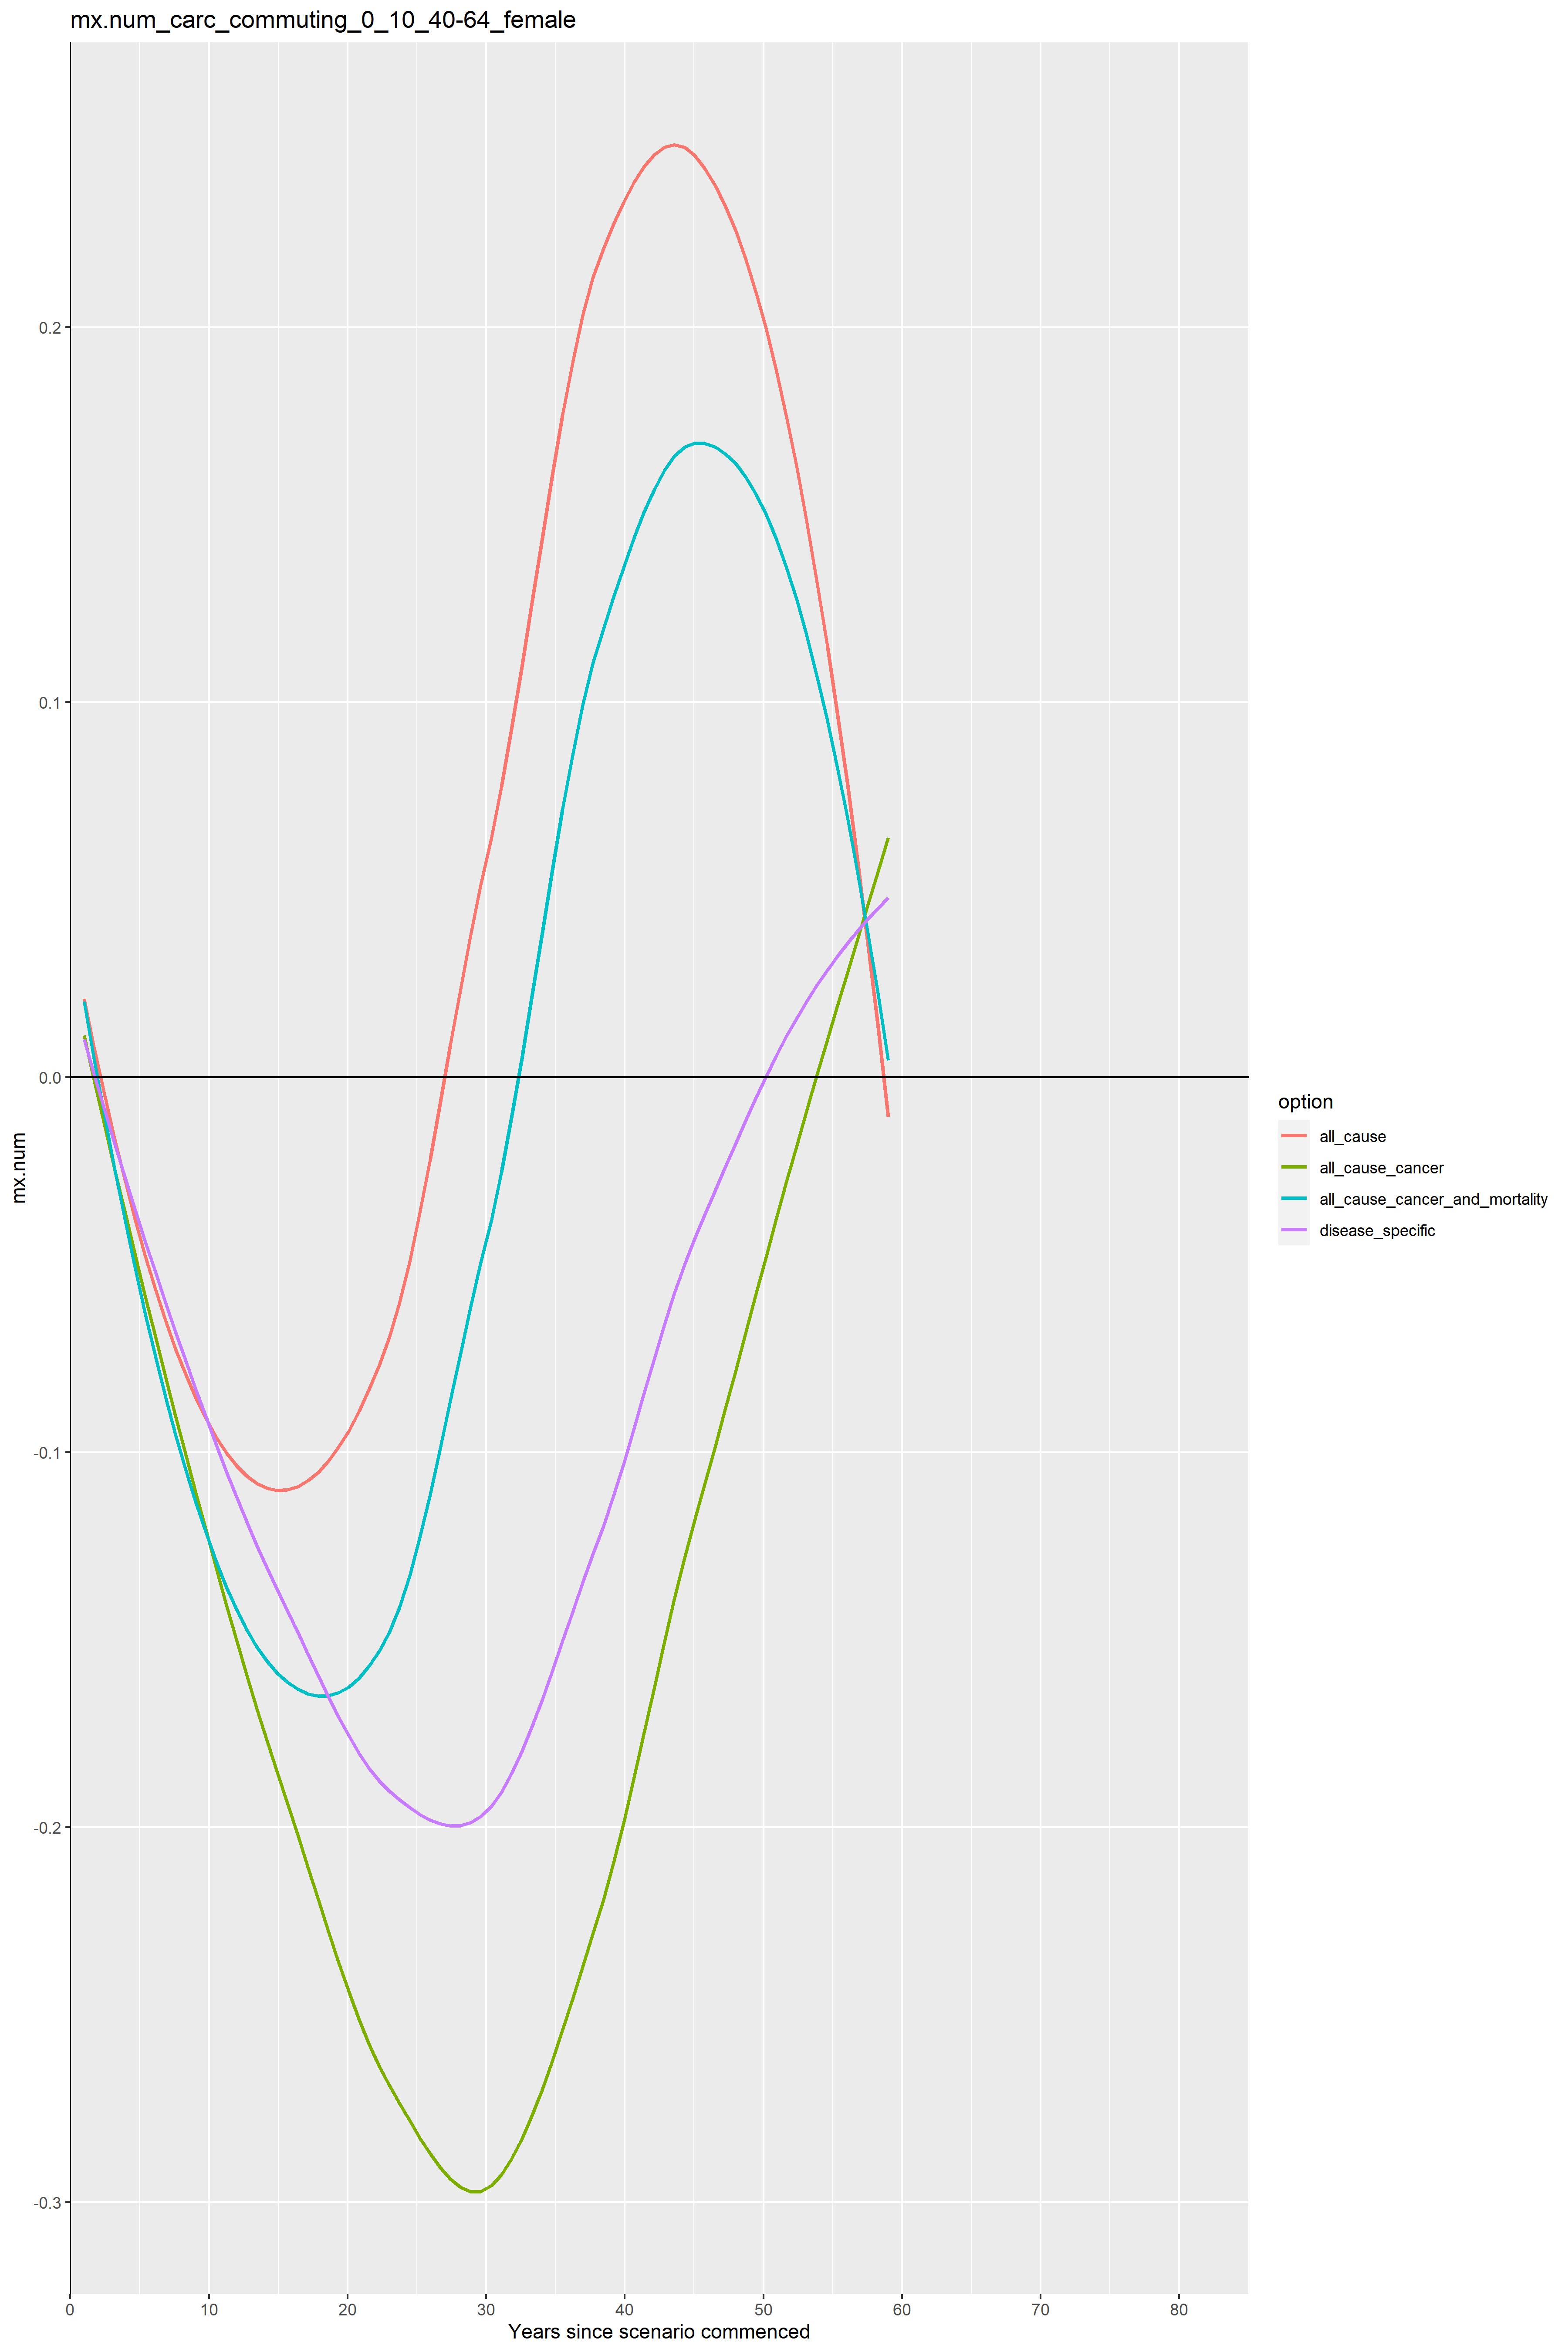 mx.num_carc_commuting_0_10_40-64_female
0.2
0.1
0.0
-0.1
-0.2
-0.3
mx.num
0 10 20 30 40 50 60 70 80
Years since scenario commenced
option
all_cause
all_cause_cancer
all_cause_cancer_and_mortality
disease_specific